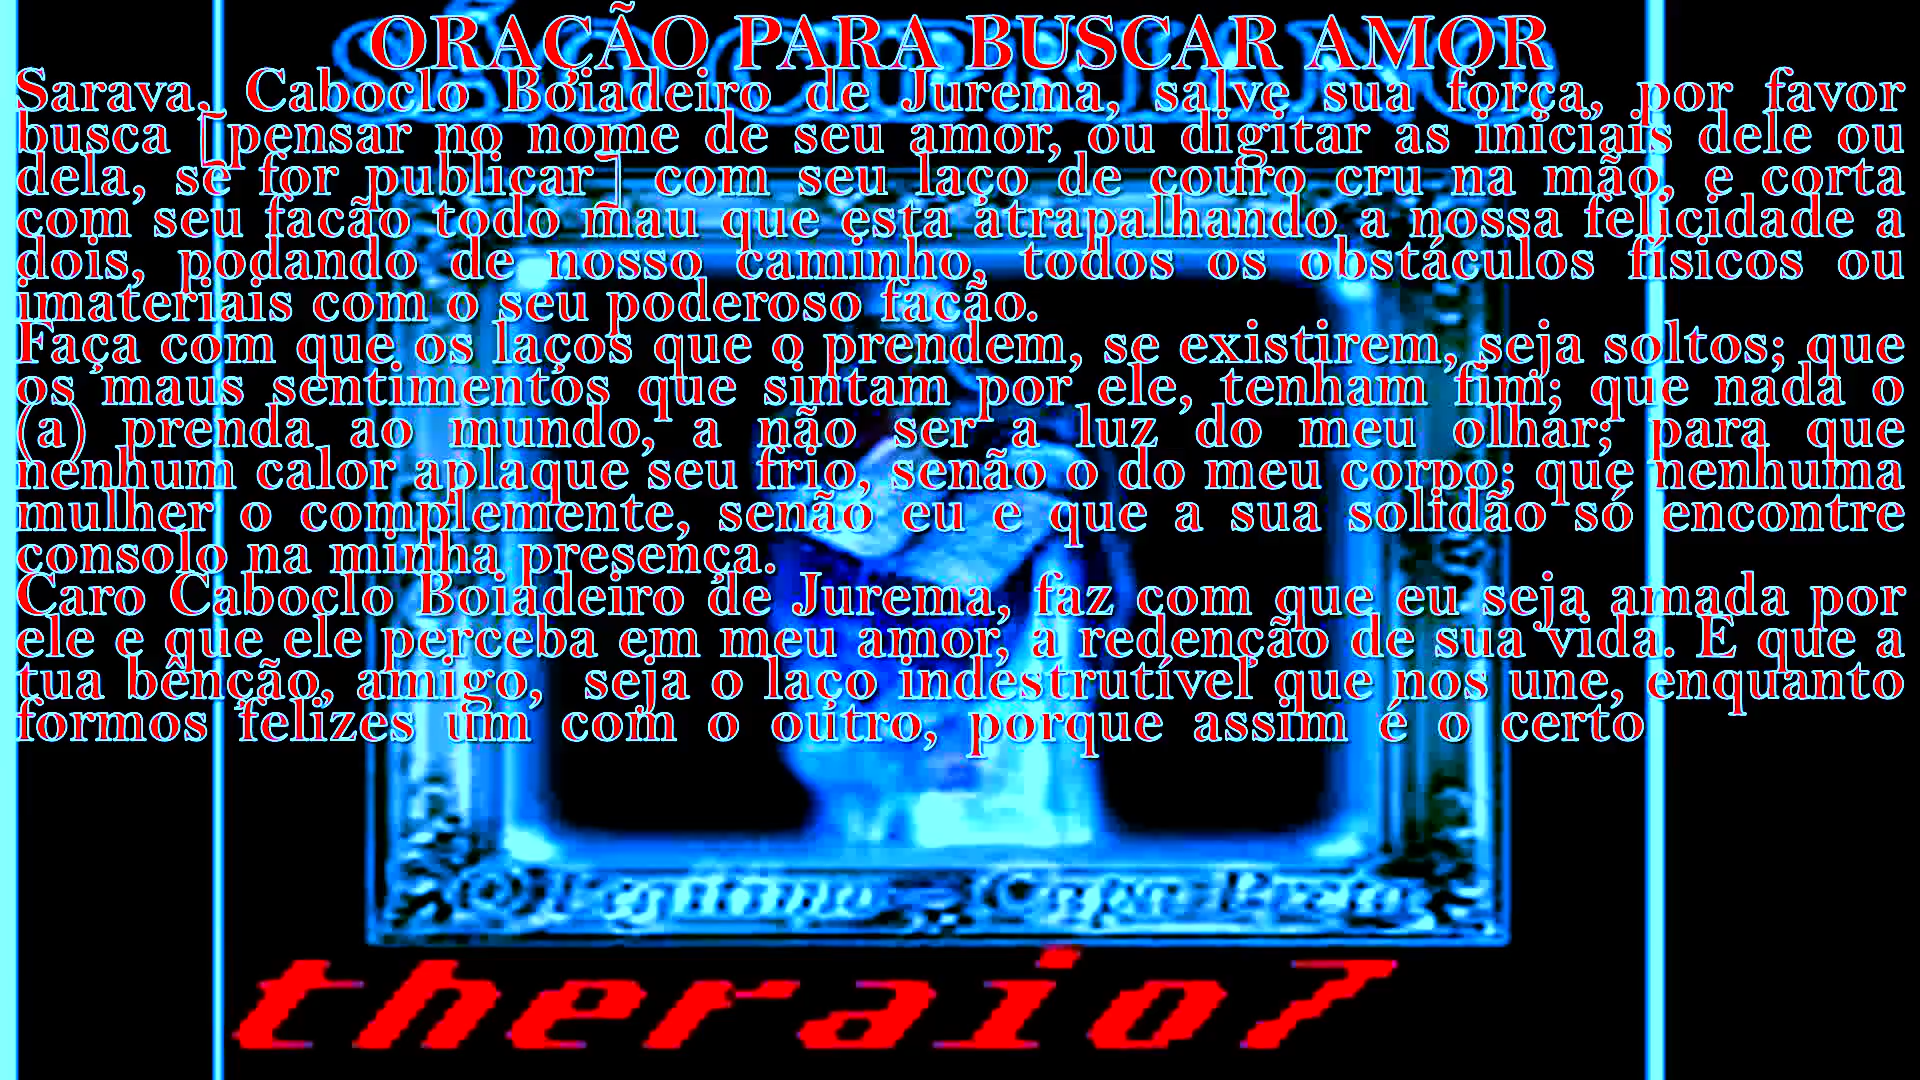 ORAÇÃO PARA BUSCAR AMOR
Sarava, Caboclo Boiadeiro de Jurema, salve sua força, por favor
busca [pensar no nome de seu amor, ou digitar as iniciais dele ou
dela, se for publicar] com seu laço de couro cru na mão, e corta
com seu facão todo mau que esta atrapalhando a nossa felicidade a
dois, podando de nosso caminho, todos os obstáculos físicos ou
imateriais com o seu poderoso facão.
Faça com que os laços que o prendem, se existirem, seja soltos; que
os maus sentimentos que sintam por ele, tenham fim; que nada o
(a) prenda ao mundo, a não ser a luz do meu olhar; para que
nenhum calor aplaque seu frio, senão o do meu corpo; que nenhuma
mulher o complemente, senão eu e que a sua solidão só encontre
consolo na minha presença.
Caro Caboclo Boiadeiro de Jurema, faz com que eu seja amada por
ele e que ele perceba em meu amor, a redenção de sua vida. E que a
tua bênção, amigo, seja o laço indestrutível que nos une, enquanto
formos felizes um com o outro, porque assim é o certo
O Legítimo - Capa Preta
theraio7